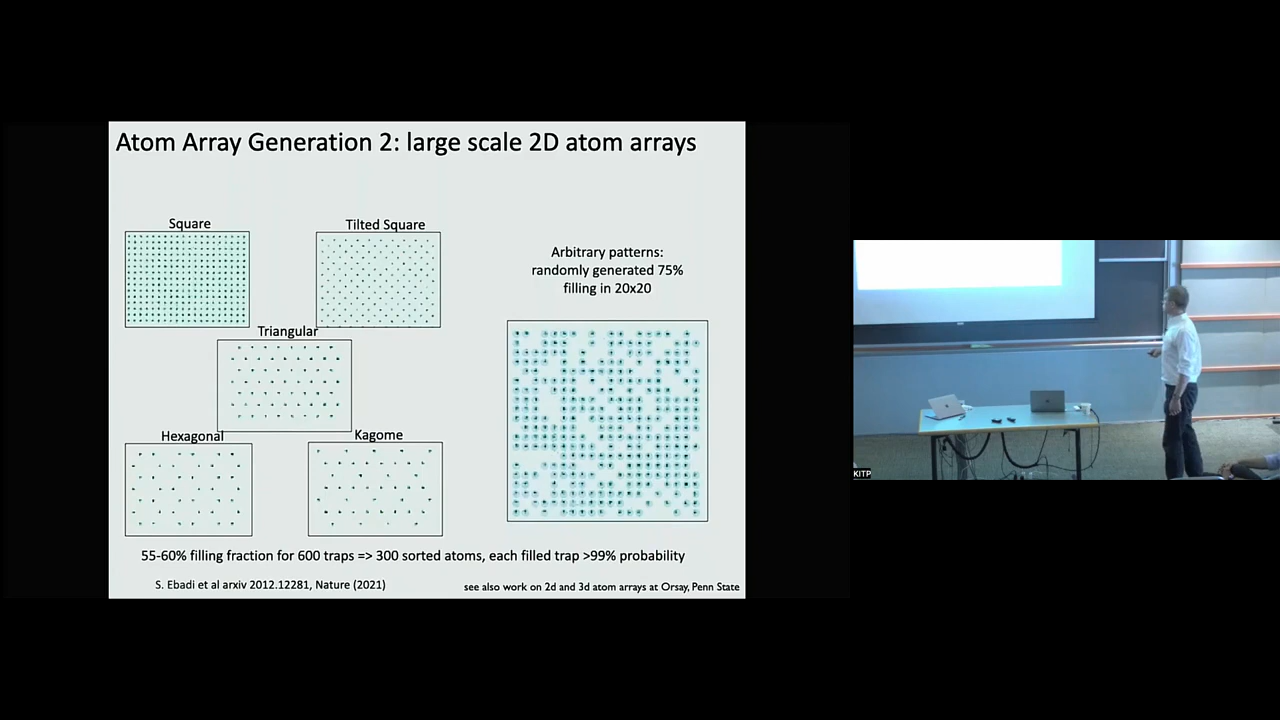 Atom Array Generation 2: large scale 2D atom arrays
Square
Tilted Square
Triangular
Hexagonal
Kagome
Arbitrary patterns:
randomly generated 75%
filling in 20x20
55-60% filling fraction for 600 traps => 300 sorted atoms, each filled trap >99% probability
S. Ebadi et al arxiv 2012.12281, Nature (2021)
see also work on 2d and 3d atom arrays at Orsay, Penn State
KITP